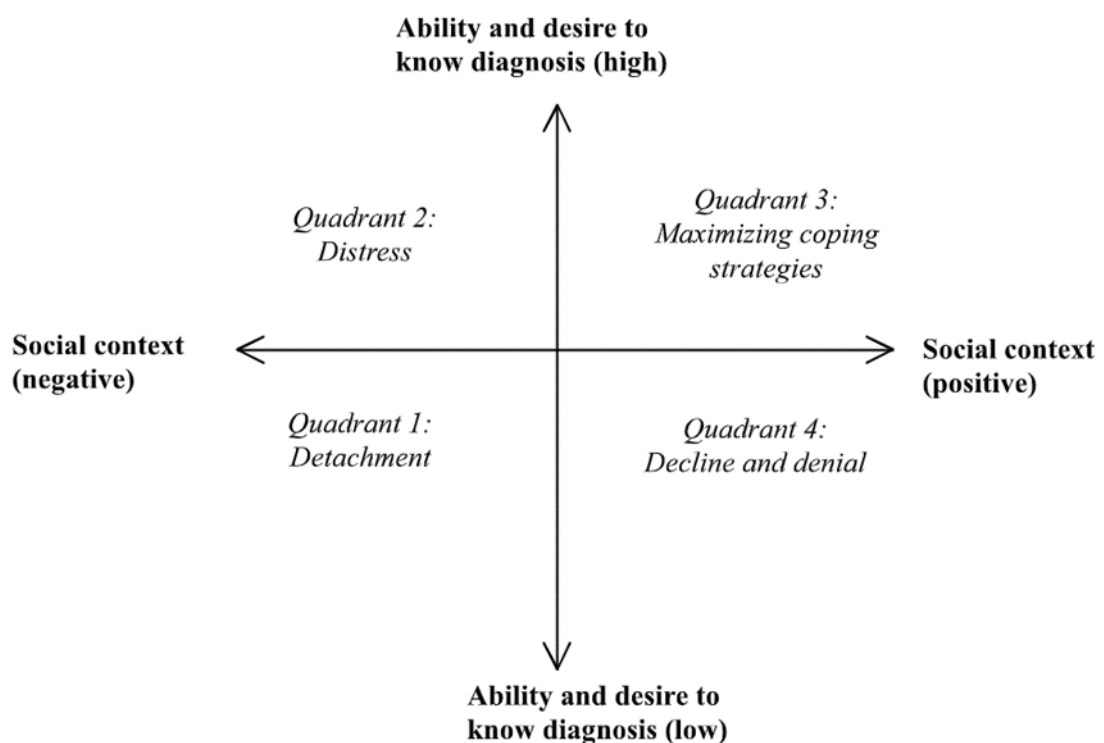 Ability and desire to
know diagnosis (high)
Quadrant 2:
Distress
Quadrant 3:
Maximizing coping
strategies
Social context
(negative)
Social context
(positive)
Quadrant 1:
Detachment
Quadrant 4:
Decline and denial
Ability and desire to
know diagnosis (low)